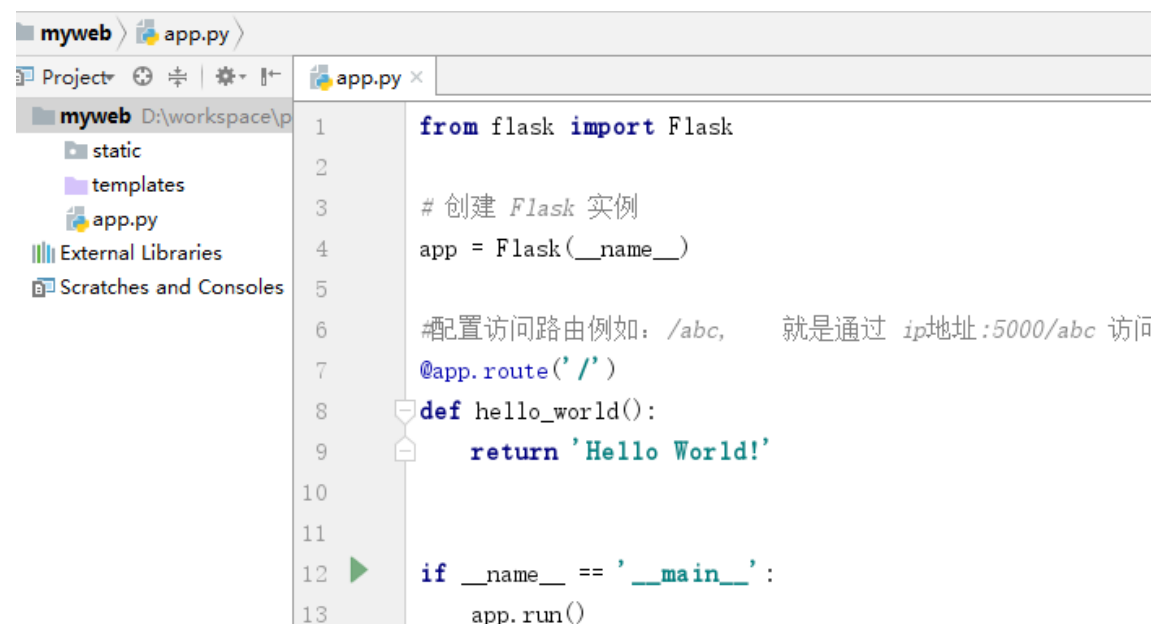 myweb app.py
Project app.py
myweb D:\workspace\p
static
templates
app.py
External Libraries
Scratches and Consoles
1 from flask import Flask
2
3 # 创建 Flask 实例
4 app = Flask(__name__)
5
6 #配置访问路由例如：/abc, 就是通过 ip地址:5000/abc 访问
7 @app.route('/')
8 def hello_world():
9 return 'Hello World!'
10
11
12 if __name__ == '__main__':
13 app.run()